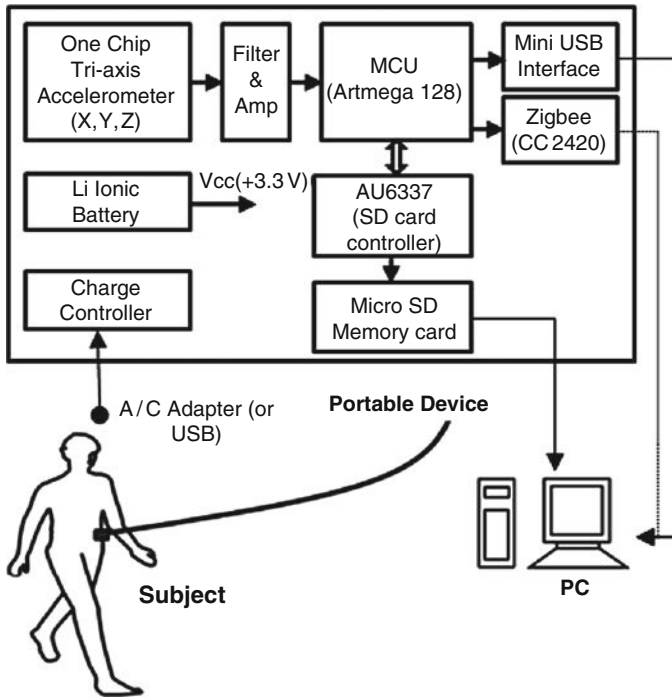 One Chip
Tri-axis
Accelerometer
(X,Y,Z)
Filter
&
Amp
MCU
(Artmega 128)
Mini USB
Interface
Zigbee
(CC 2420)
Li Ionic
Battery
Vcc(+3.3 V)
AU6337
(SD card
controller)
Charge
Controller
Micro SD
Memory card
A/C Adapter (or
USB)
Portable Device
Subject
PC